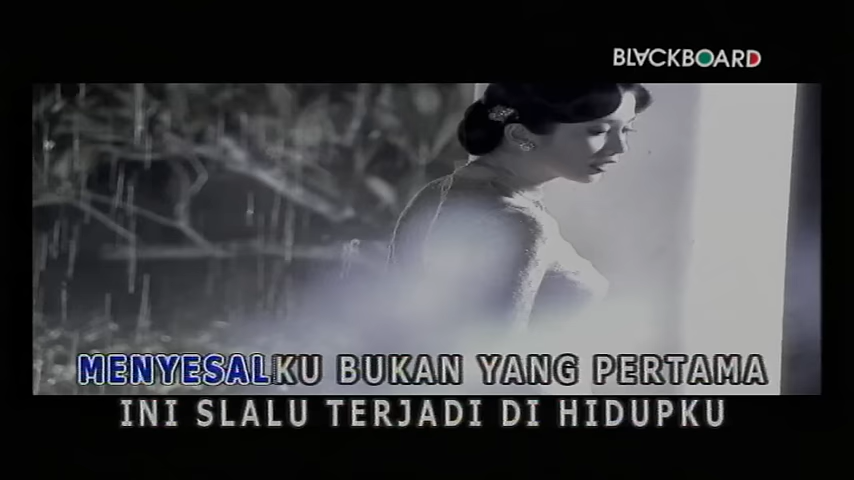 BLACKBOARD
MENYESALKU BUKAN YANG PERTAMA
INI SLALU TERJADI DI HIDUPKU